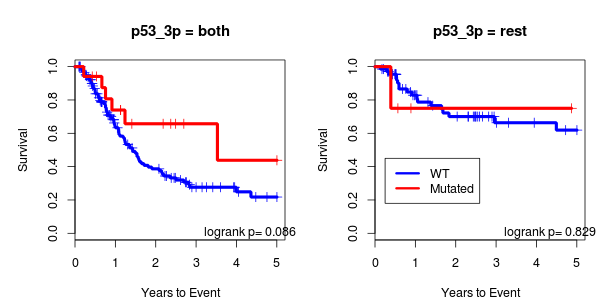 p53_3p = both
p53_3p = rest
Survival
0.0 0.2 0.4 0.6 0.8 1.0
logrank p= 0.086
0 1 2 3 4 5
Years to Event
Survival
0.0 0.2 0.4 0.6 0.8 1.0
WT
Mutated
logrank p= 0.829
0 1 2 3 4 5
Years to Event